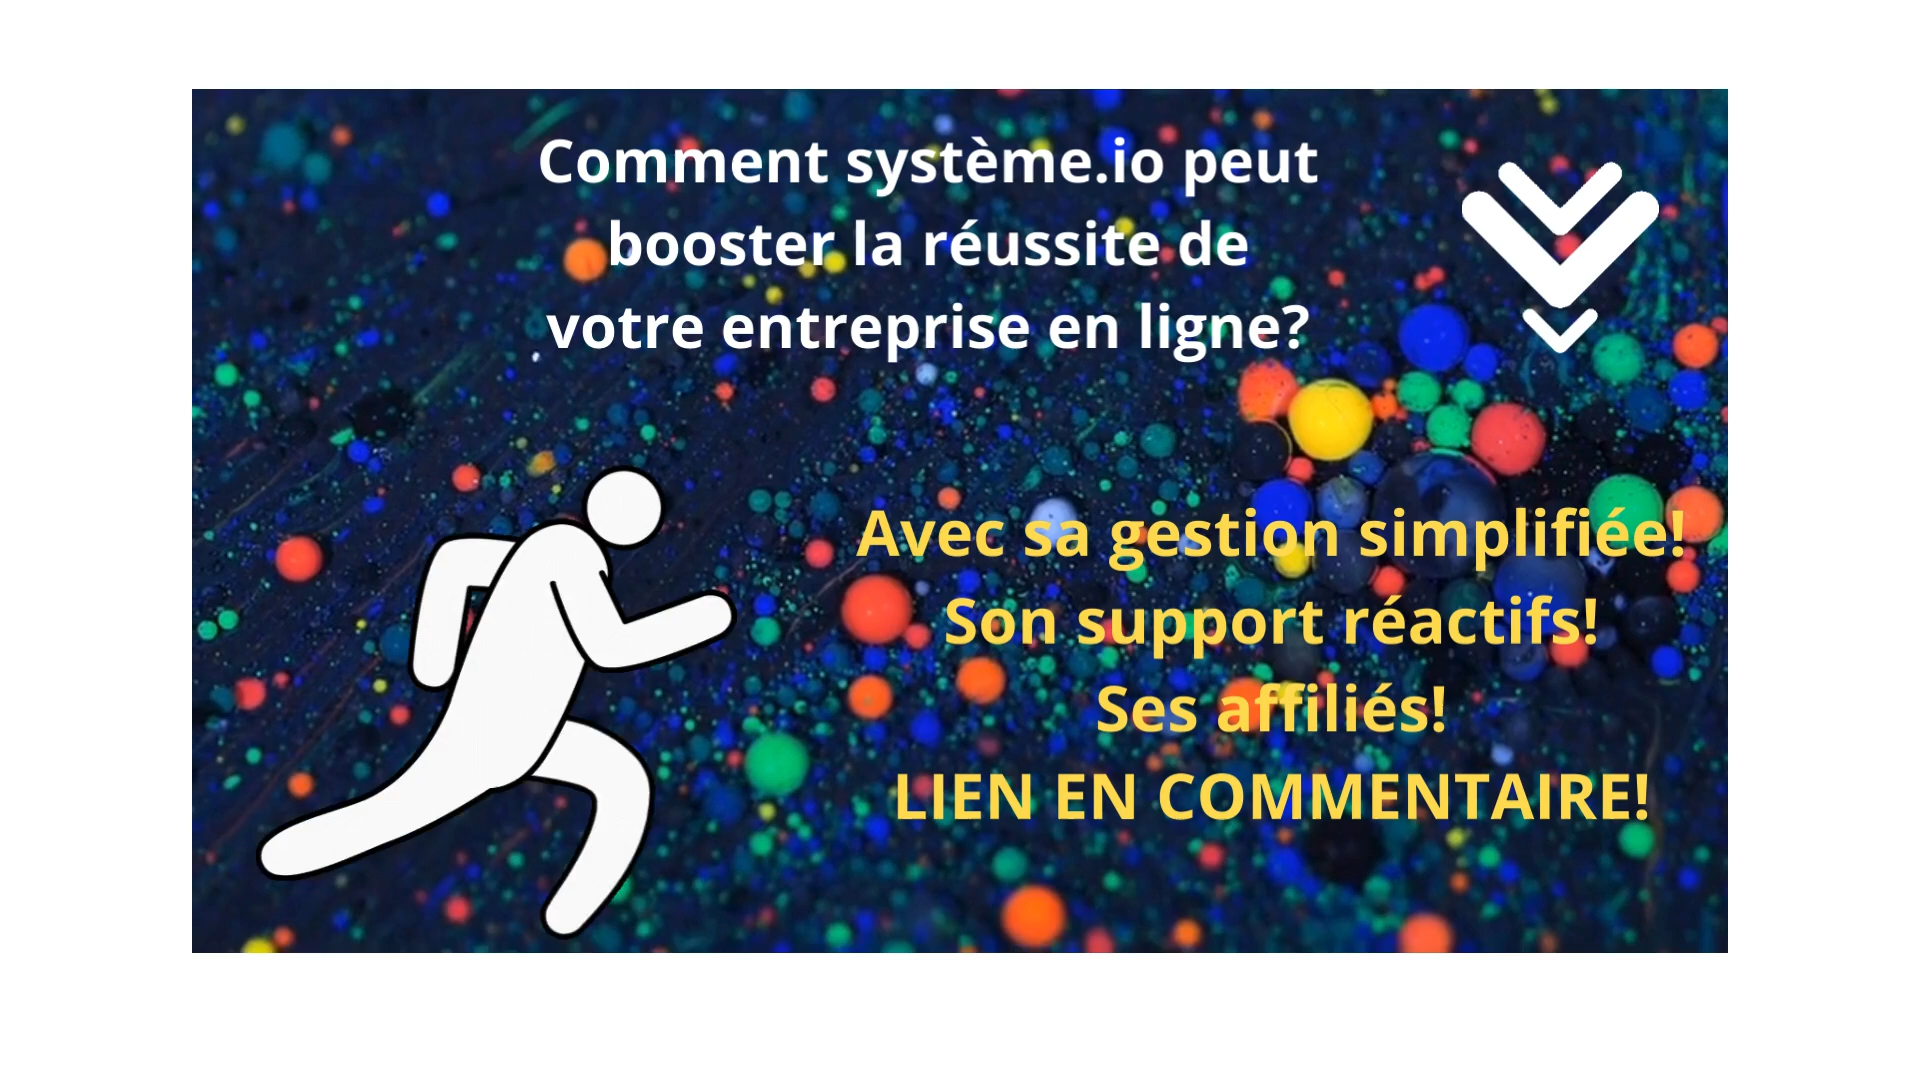 Comment système.io peut
booster la réussite de
votre entreprise en ligne?
Avec sa gestion simplifiée!
Son support réactifs!
Ses affiliés!
LIEN EN COMMENTAIRE!